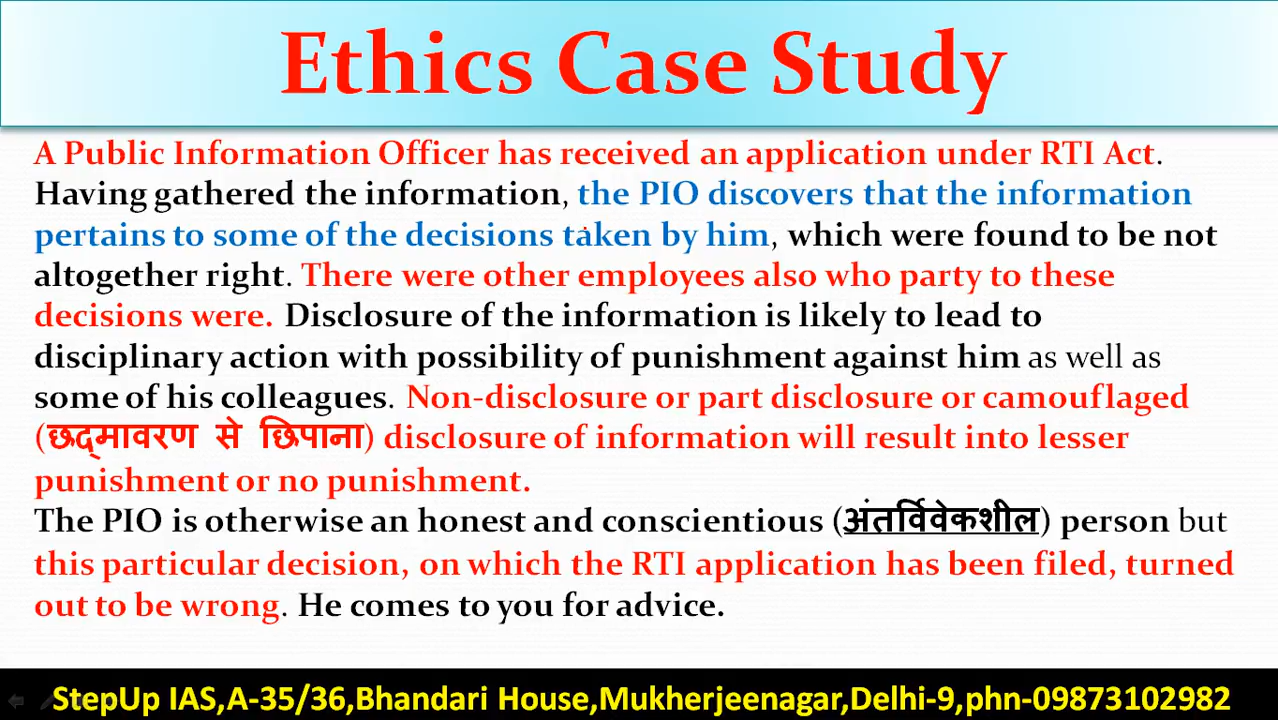 Ethics Case Study
A Public Information Officer has received an application under RTI Act.
Having gathered the information, the PIO discovers that the information
pertains to some of the decisions taken by him, which were found to be not
altogether right. There were other employees also who party to these
decisions were. Disclosure of the information is likely to lead to
disciplinary action with possibility of punishment against him as well as
some of his colleagues. Non-disclosure or part disclosure or camouflaged
(छद्मावरण से छिपाना) disclosure of information will result into lesser
punishment or no punishment.
The PIO is otherwise an honest and conscientious (अंतर्विवेकशील) person but
this particular decision, on which the RTI application has been filed, turned
out to be wrong. He comes to you for advice.
StepUp IAS,A-35/36,Bhandari House,Mukherjeenagar,Delhi-9,phn-09873102982